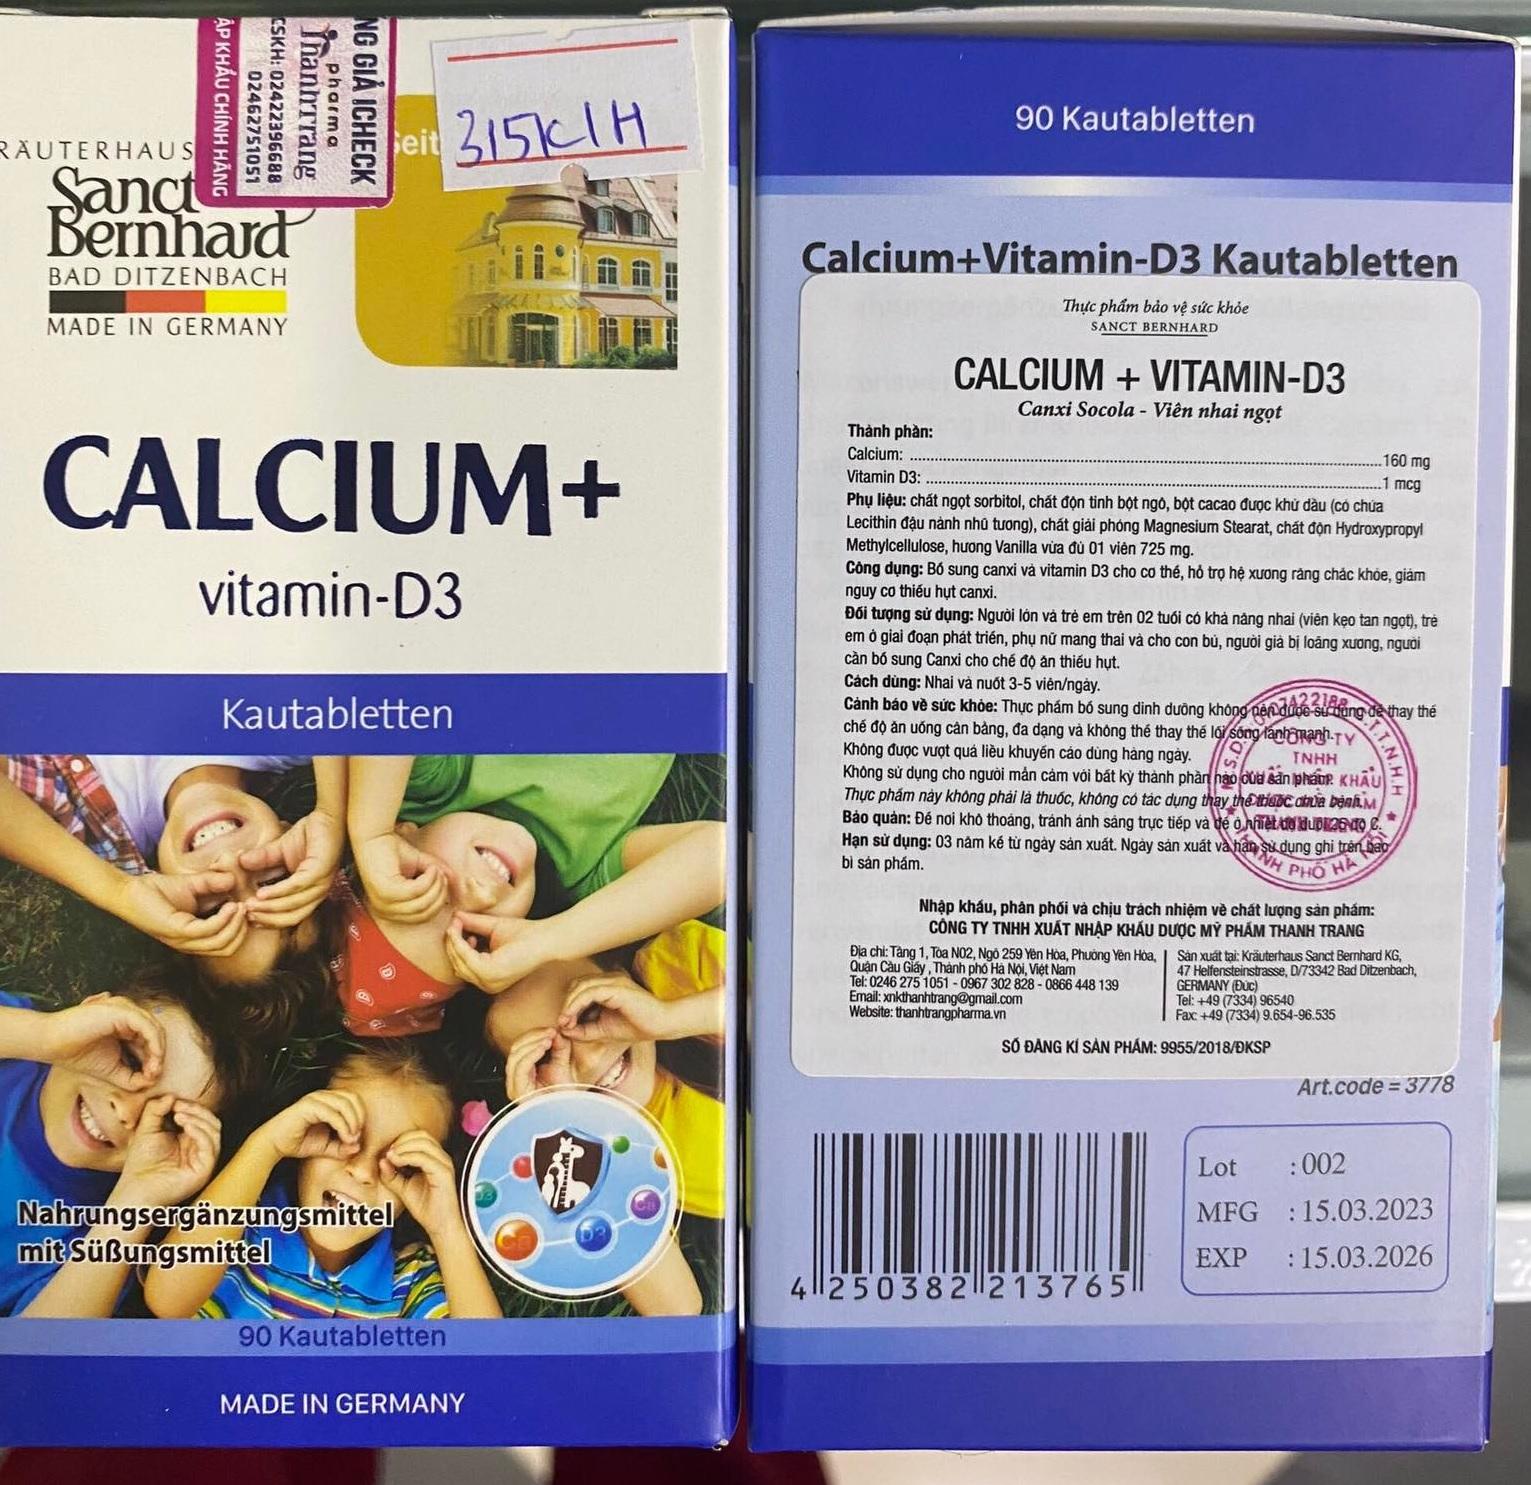 NG GIẢ ICHECK
pharma
Thanhtrang
CSKH: 02422396688
02462751051
ẬP KHẨU CHÍNH HÃNG
315K/H
Seit
RÄUTERHAUS
Sanct
Bernhard
BAD DITZENBACH
MADE IN GERMANY
CALCIUM+
vitamin-D3
Kautabletten
D3
Ca
D3
Ca
Nahrungsergänzungsmittel
mit Süßungsmittel
90 Kautabletten
MADE IN GERMANY
90 Kautabletten
Calcium+Vitamin-D3 Kautabletten
Thực phẩm bảo vệ sức khỏe
SANCT BERNHARD
CALCIUM + VITAMIN-D3
Canxi Socola - Viên nhai ngọt
Thành phần:
Calcium: ........ 160 mg
Vitamin D3: ........ 1 mcg
Phụ liệu: chất ngọt sorbitol, chất độn tinh bột ngô, bột cacao được khử dầu (có chứa
Lecithin đậu nành nhũ tương), chất giải phóng Magnesium Stearat, chất độn Hydroxypropyl
Methylcellulose, hương Vanilla vừa đủ 01 viên 725 mg.
Công dụng: Bổ sung canxi và vitamin D3 cho cơ thể, hỗ trợ hệ xương răng chắc khỏe, giảm
nguy cơ thiếu hụt canxi.
Đối tượng sử dụng: Người lớn và trẻ em trên 02 tuổi có khả năng nhai (viên kẹo tan ngọt), trẻ
em ở giai đoạn phát triển, phụ nữ mang thai và cho con bú, người già bị loãng xương, người
cần bổ sung Canxi cho chế độ ăn thiếu hụt.
Cách dùng: Nhai và nuốt 3-5 viên/ngày.
Cảnh báo về sức khỏe: Thực phẩm bổ sung dinh dưỡng không nên được sử dụng để thay thế
chế độ ăn uống cân bằng, đa dạng và không thể thay thế lối sống lành mạnh.
Không được vượt quá liều khuyến cáo dùng hàng ngày.
Không sử dụng cho người mẫn cảm với bất kỳ thành phần nào của sản phẩm.
Thực phẩm này không phải là thuốc, không có tác dụng thay thế thuốc chữa bệnh.
Bảo quản: Để nơi khô thoáng, tránh ánh sáng trực tiếp và để ở nhiệt độ dưới 25 độ C.
Hạn sử dụng: 03 năm kể từ ngày sản xuất. Ngày sản xuất và hạn sử dụng ghi trên bao
bì sản phẩm.
CÔNG TY
TNHH
KHẨU
THÀNH PHỐ HÀ NỘI
Nhập khẩu, phân phối và chịu trách nhiệm về chất lượng sản phẩm:
CÔNG TY TNHH XUẤT NHẬP KHẨU DƯỢC MỸ PHẨM THANH TRANG
Địa chỉ: Tầng 1, Tòa N02, Ngõ 259 Yên Hòa, Phường Yên Hòa,
Quận Cầu Giấy , Thành phố Hà Nội, Việt Nam
Tel: 0246 275 1051 - 0967 302 828 - 0866 448 139
Email: xnkthanhtrang@gmail.com
Website: thanhtrangpharma.vn
Sản xuất tại: Kräuterhaus Sanct Bernhard KG,
47 Helfensteinstrasse, D/73342 Bad Ditzenbach,
GERMANY (Đức)
Tel: +49 (7334) 96540
Fax: +49 (7334) 9.654-96.535
SỐ ĐĂNG KÍ SẢN PHẨM: 9955/2018/ĐKSP
Art.code = 3778
4 250382 213765
Lot : 002
MFG : 15.03.2023
EXP : 15.03.2026